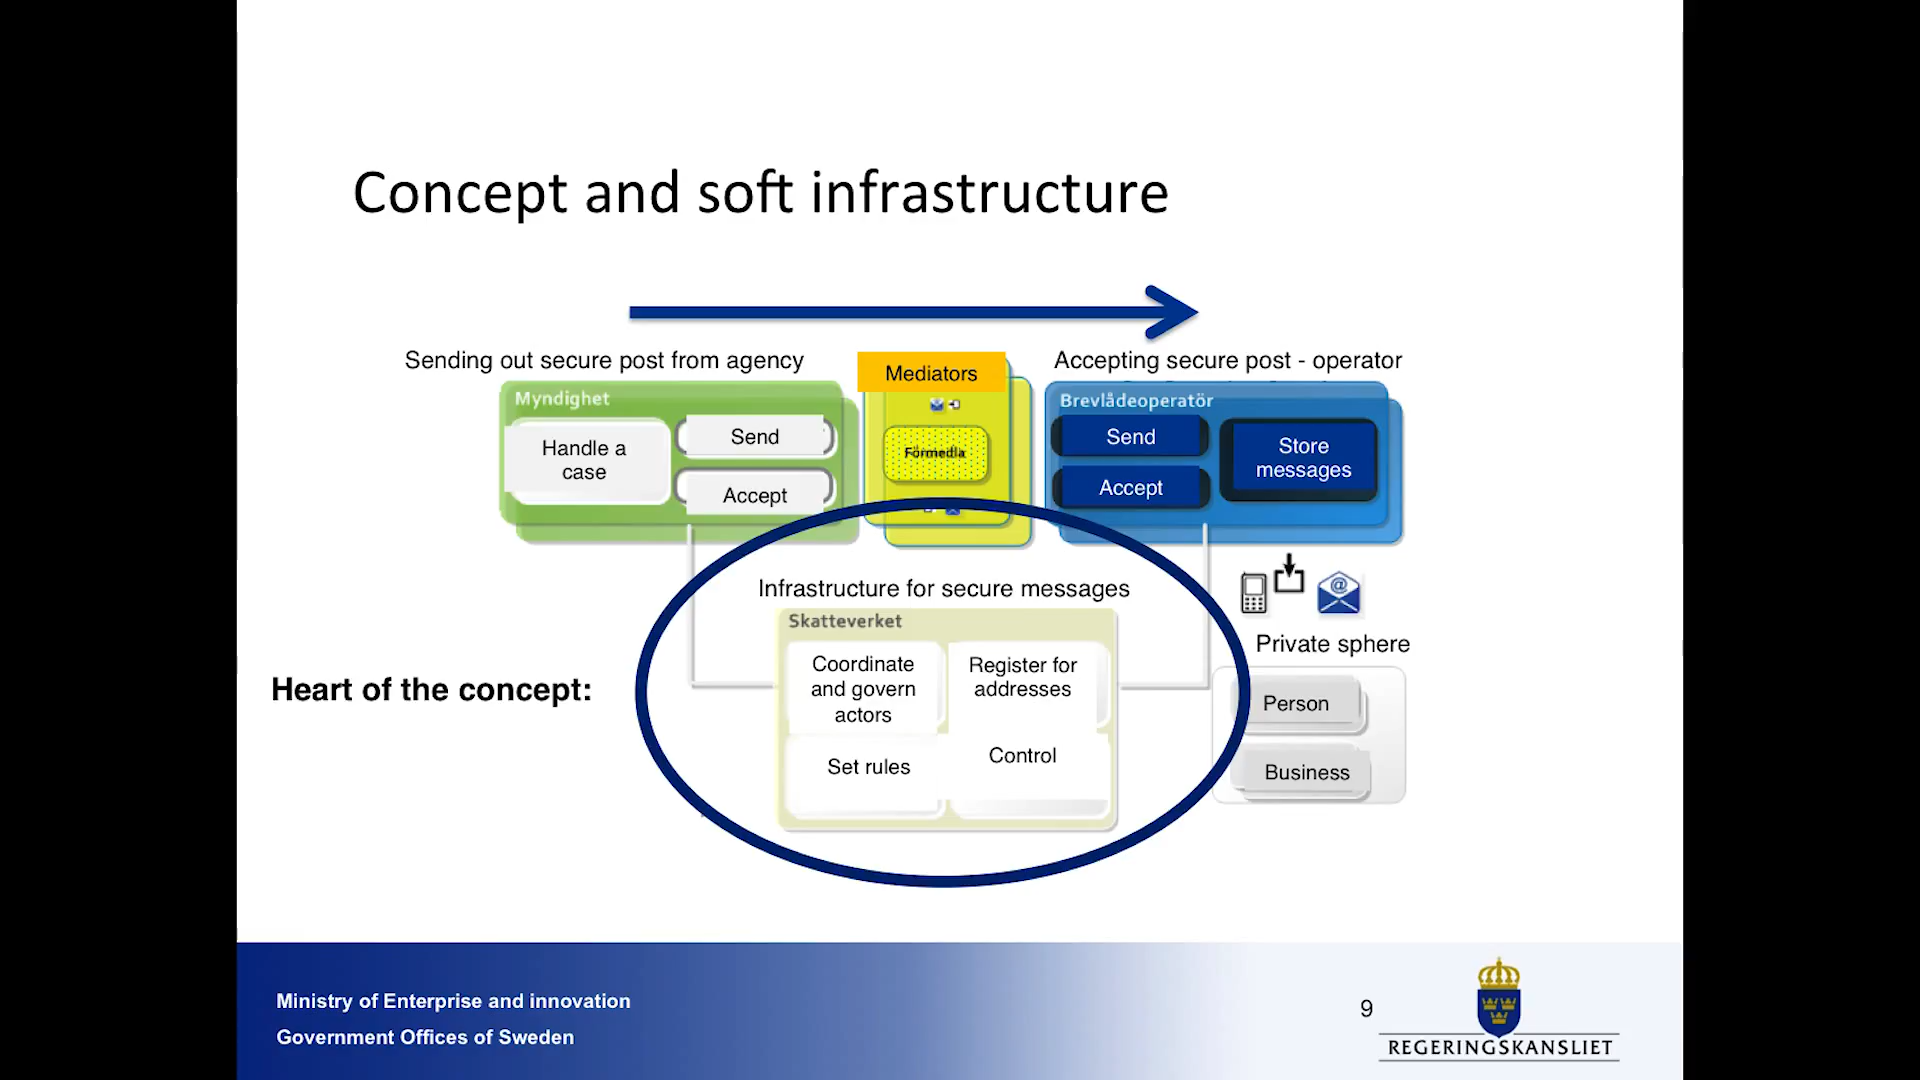 Concept and soft infrastructure
Sending out secure post from agency
Mediators
Accepting secure post - operator
Myndighet
Handle a
case
Send
Accept
Förmedla
Brevlådeoperatör
Send
Accept
Store
messages
Infrastructure for secure messages
Skatteverket
Coordinate
and govern
actors
Register for
addresses
Set rules
Control
Heart of the concept:
@
Private sphere
Person
Business
Ministry of Enterprise and innovation
Government Offices of Sweden
9
REGERINGSKANSLIET